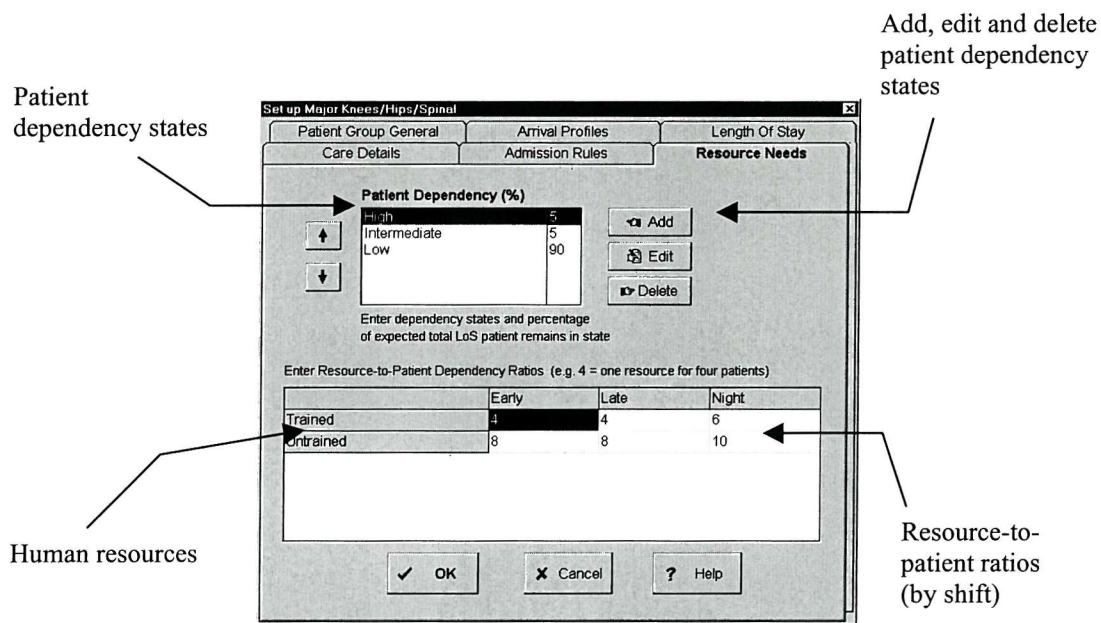 Add, edit and delete
patient dependency
states
Patient
dependency states
Set up Major Knees/Hips/Spinal
Patient Group General Arrival Profiles Length Of Stay
Care Details Admission Rules Resource Needs
Patient Dependency (%)
High 5
Intermediate 5
Low 90
Add
Edit
Delete
Enter dependency states and percentage
of expected total LoS patient remains in state
Enter Resource-to-Patient Dependency Ratios (e.g. 4 = one resource for four patients)
Early Late Night
Trained 4 4 6
Untrained 8 8 10
Human resources
Resource-to-
patient ratios
(by shift)
OK Cancel ? Help